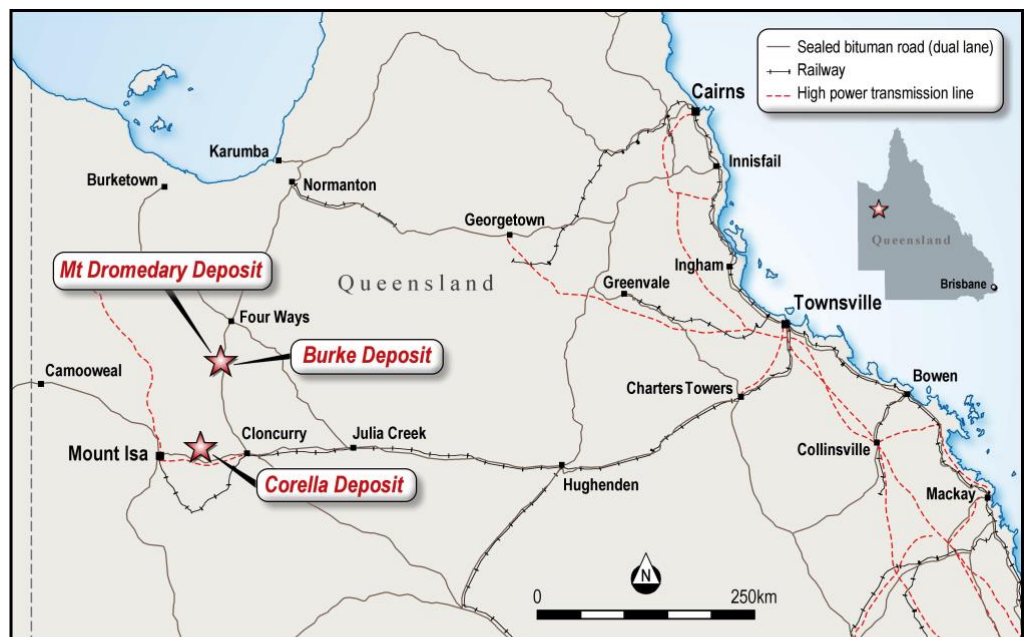 Sealed bituman road (dual lane)
Railway
High power transmission line
Cairns
Karumba
Innisfail
Burketown
Normanton
Georgetown
Queensland
Mt Dromedary Deposit
Queensland
Ingham
Greenvale
Brisbane
Townsville
Four Ways
Burke Deposit
Camooweal
Charters Towers
Bowen
Julia Creek
Cloncurry
Mount Isa
Collinsville
Corella Deposit
Hughenden
Mackay
N
0 250km